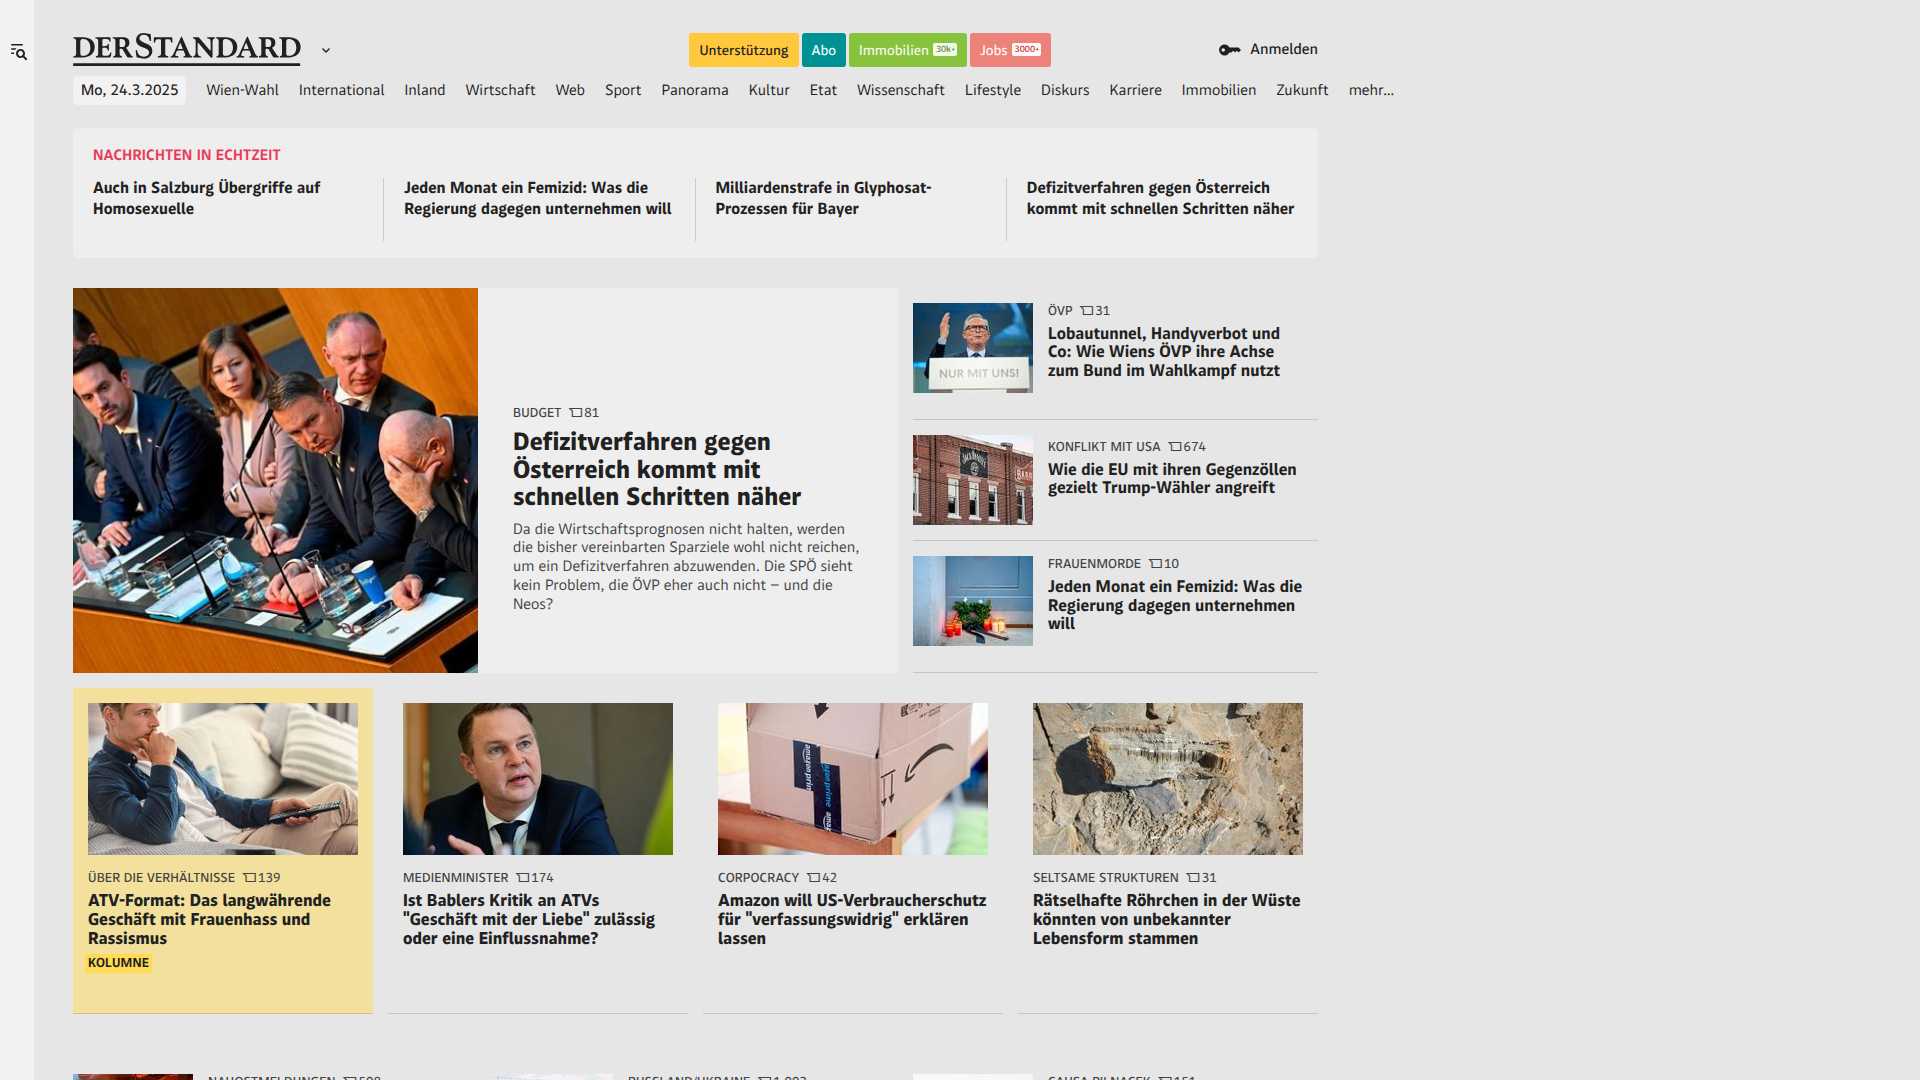 DERSTANDARD
Unterstützung
Abo
Immobilien 30k+
Jobs 3000+
Anmelden
Mo, 24.3.2025
Wien-Wahl
International
Inland
Wirtschaft
Web
Sport
Panorama
Kultur
Etat
Wissenschaft
Lifestyle
Diskurs
Karriere
Immobilien
Zukunft
mehr...
NACHRICHTEN IN ECHTZEIT
Auch in Salzburg Übergriffe auf
Homosexuelle
Jeden Monat ein Femizid: Was die
Regierung dagegen unternehmen will
Milliardenstrafe in Glyphosat-
Prozessen für Bayer
Defizitverfahren gegen Österreich
kommt mit schnellen Schritten näher
BUDGET 81
Defizitverfahren gegen
Österreich kommt mit
schnellen Schritten näher
Da die Wirtschaftsprognosen nicht halten, werden
die bisher vereinbarten Sparziele wohl nicht reichen,
um ein Defizitverfahren abzuwenden. Die SPÖ sieht
kein Problem, die ÖVP eher auch nicht – und die
Neos?
NUR MIT UNS!
ÖVP 31
Lobautunnel, Handyverbot und
Co: Wie Wiens ÖVP ihre Achse
zum Bund im Wahlkampf nutzt
KONFLIKT MIT USA 674
Wie die EU mit ihren Gegenzöllen
gezielt Trump-Wähler angreift
FRAUENMORDE 10
Jeden Monat ein Femizid: Was die
Regierung dagegen unternehmen
will
ÜBER DIE VERHÄLTNISSE 139
ATV-Format: Das langwährende
Geschäft mit Frauenhass und
Rassismus
KOLUMNE
MEDIENMINISTER 174
Ist Bablers Kritik an ATVs
"Geschäft mit der Liebe" zulässig
oder eine Einflussnahme?
amazon prime
CORPOCRACY 42
Amazon will US-Verbraucherschutz
für "verfassungswidrig" erklären
lassen
SELTSAME STRUKTUREN 31
Rätselhafte Röhrchen in der Wüste
könnten von unbekannter
Lebensform stammen
NAHOSTMELDUNGEN
RUSSLAND/UKRAINE
CAUSA PILNACEK